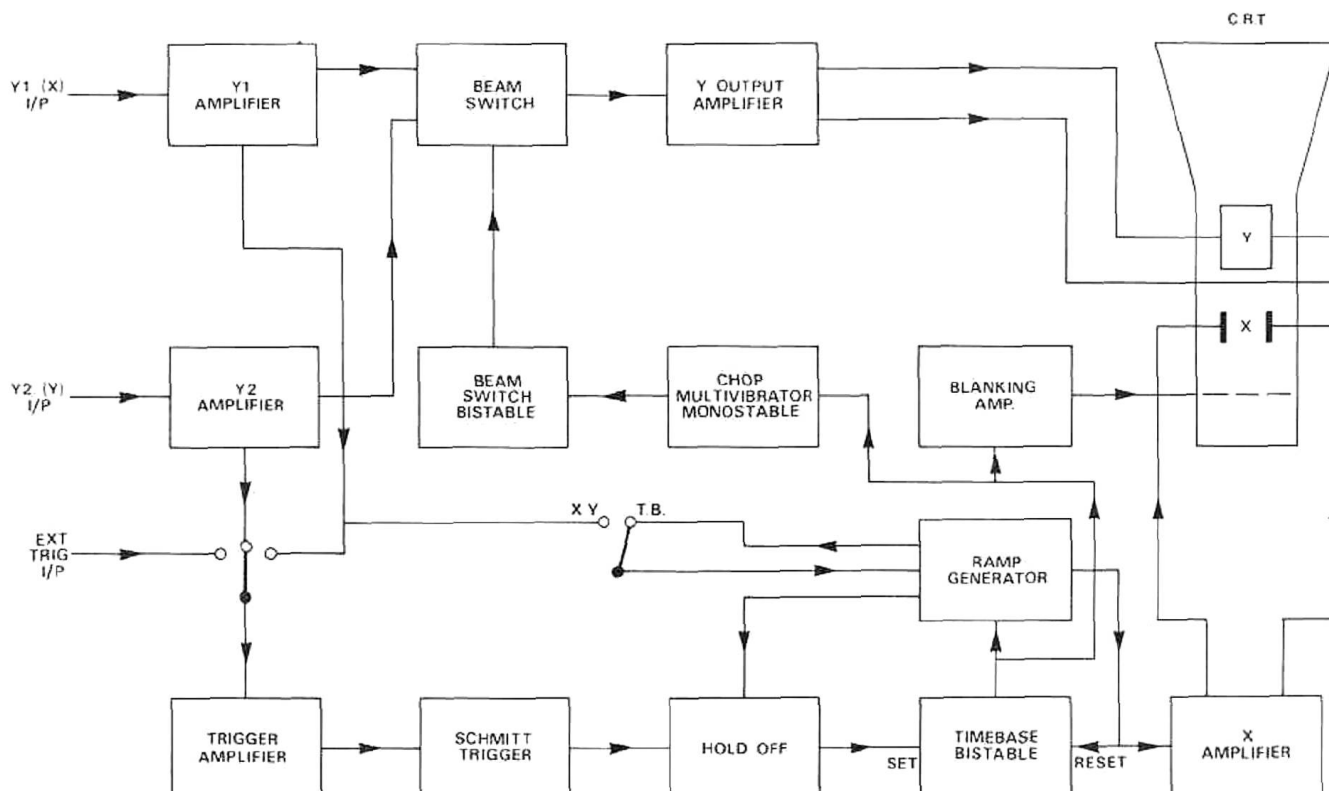 C.R.T
Y1 (X)
I/P
Y1
AMPLIFIER
BEAM
SWITCH
Y OUTPUT
AMPLIFIER
Y
X
Y2 (Y)
I/P
Y2
AMPLIFIER
BEAM
SWITCH
BISTABLE
CHOP
MULTIVIBRATOR
MONOSTABLE
BLANKING
AMP.
EXT
TRIG
I/P
X Y
T.B.
RAMP
GENERATOR
TRIGGER
AMPLIFIER
SCHMITT
TRIGGER
HOLD OFF
SET
TIMEBASE
BISTABLE
RESET
X
AMPLIFIER